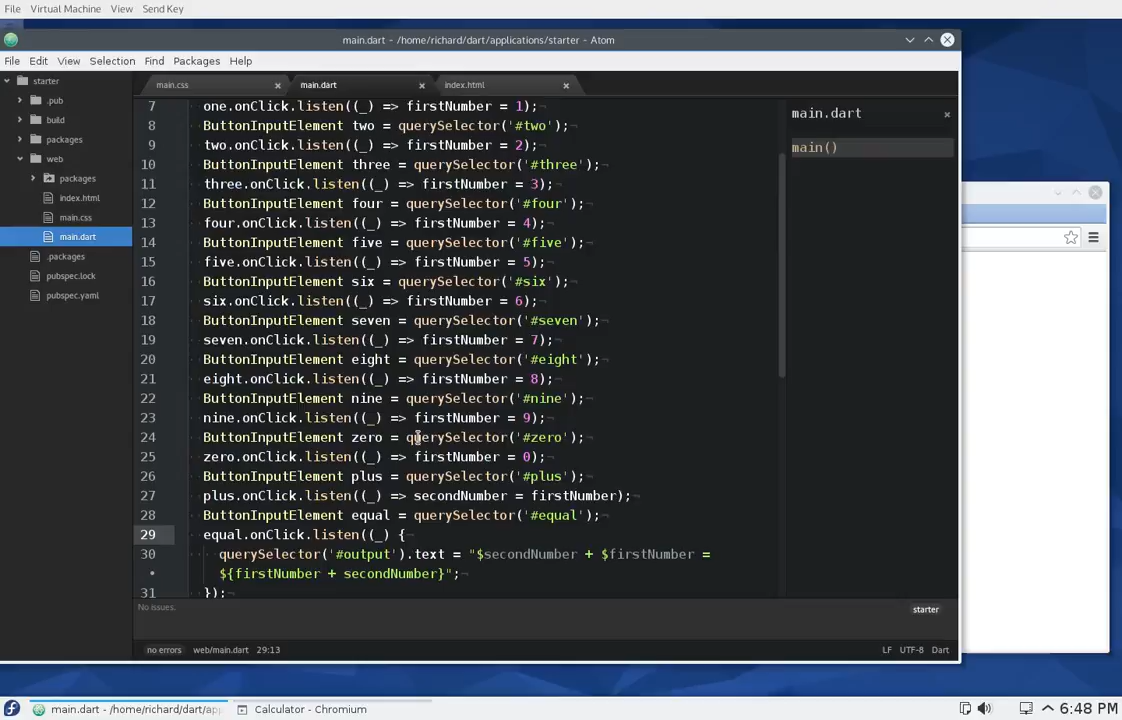 File Virtual Machine View Send Key
main.dart - /home/richard/dart/applications/starter - Atom
File Edit View Selection Find Packages Help
starter
.pub
build
packages
web
packages
index.html
main.css
main.dart
.packages
pubspec.lock
pubspec.yaml
main.css main.dart index.html
7 one.onClick.listen((_) => firstNumber = 1);
8 ButtonInputElement two = querySelector('#two');
9 two.onClick.listen((_) => firstNumber = 2);
10 ButtonInputElement three = querySelector('#three');
11 three.onClick.listen((_) => firstNumber = 3);
12 ButtonInputElement four = querySelector('#four');
13 four.onClick.listen((_) => firstNumber = 4);
14 ButtonInputElement five = querySelector('#five');
15 five.onClick.listen((_) => firstNumber = 5);
16 ButtonInputElement six = querySelector('#six');
17 six.onClick.listen((_) => firstNumber = 6);
18 ButtonInputElement seven = querySelector('#seven');
19 seven.onClick.listen((_) => firstNumber = 7);
20 ButtonInputElement eight = querySelector('#eight');
21 eight.onClick.listen((_) => firstNumber = 8);
22 ButtonInputElement nine = querySelector('#nine');
23 nine.onClick.listen((_) => firstNumber = 9);
24 ButtonInputElement zero = querySelector('#zero');
25 zero.onClick.listen((_) => firstNumber = 0);
26 ButtonInputElement plus = querySelector('#plus');
27 plus.onClick.listen((_) => secondNumber = firstNumber);
28 ButtonInputElement equal = querySelector('#equal');
29 equal.onClick.listen((_) {
30 querySelector('#output').text = "$secondNumber + $firstNumber =
• ${firstNumber + secondNumber}";
31 });
main.dart
main()
No issues.
starter
no errors web/main.dart 29:13 LF UTF-8 Dart
main.dart - /home/richard/dart/app Calculator - Chromium 6:48 PM